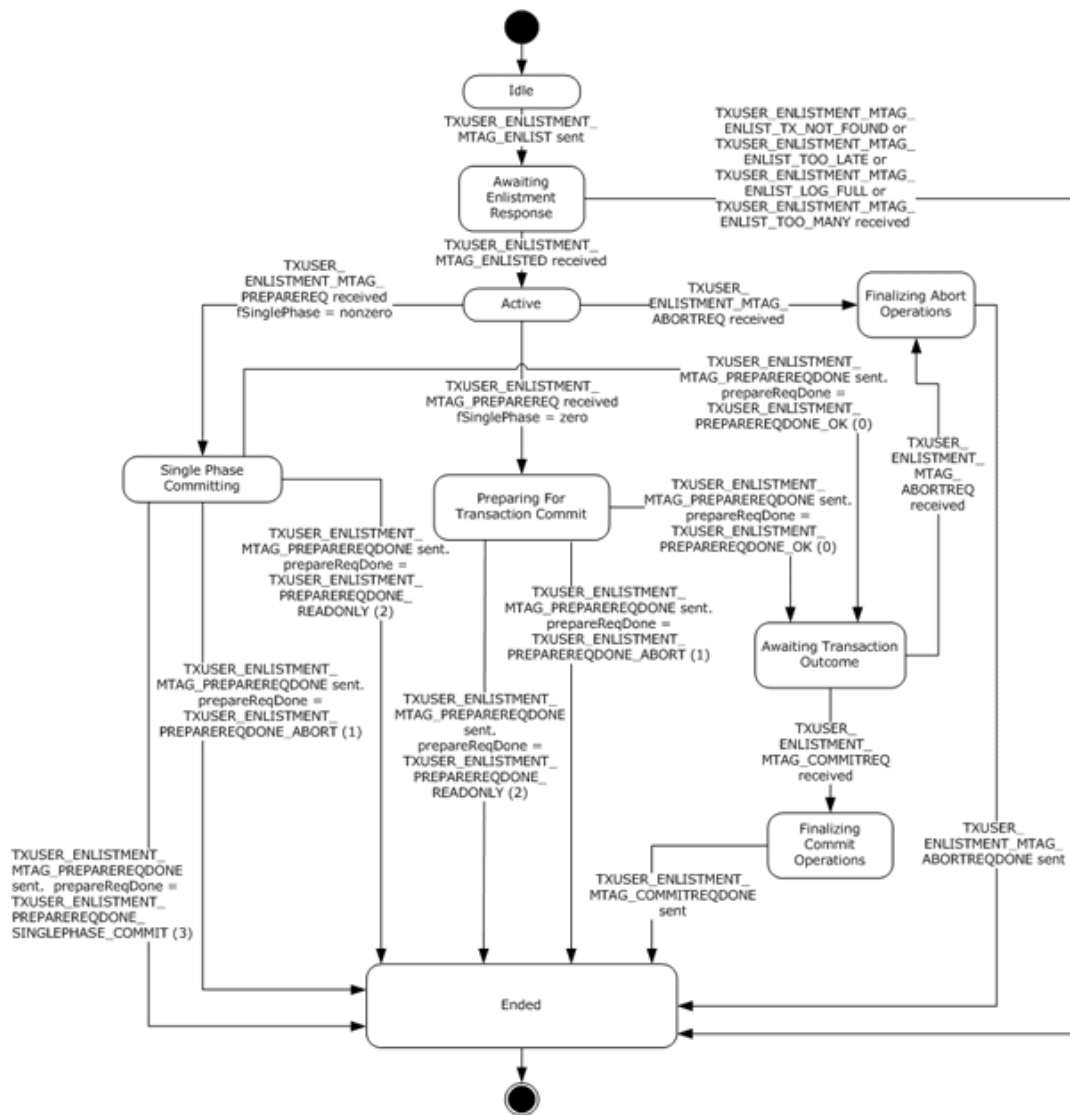 Idle
TXUSER_ENLISTMENT_
MTAG_ENLIST sent
Awaiting
Enlistment
Response
TXUSER_ENLISTMENT_MTAG_
ENLIST_TX_NOT_FOUND or
TXUSER_ENLISTMENT_MTAG_
ENLIST_TOO_LATE or
TXUSER_ENLISTMENT_MTAG_
ENLIST_LOG_FULL or
TXUSER_ENLISTMENT_MTAG_
ENLIST_TOO_MANY received
TXUSER_ENLISTMENT_
MTAG_ENLISTED received
TXUSER_
ENLISTMENT_MTAG_
PREPAREREQ received
fSinglePhase = nonzero
Active
TXUSER_
ENLISTMENT_MTAG_
ABORTREQ received
Finalizing Abort
Operations
TXUSER_ENLISTMENT_
MTAG_PREPAREREQ received
fSinglePhase = zero
TXUSER_ENLISTMENT_
MTAG_PREPAREREQDONE sent.
prepareReqDone =
TXUSER_ENLISTMENT_
PREPAREREQDONE_OK (0)
TXUSER_
ENLISTMENT_
MTAG_
ABORTREQ
received
Single Phase
Committing
Preparing For
Transaction Commit
TXUSER_ENLISTMENT_
MTAG_PREPAREREQDONE sent.
prepareReqDone =
TXUSER_ENLISTMENT_
PREPAREREQDONE_OK (0)
TXUSER_ENLISTMENT_
MTAG_PREPAREREQDONE sent.
prepareReqDone =
TXUSER_ENLISTMENT_
PREPAREREQDONE_
READONLY (2)
TXUSER_ENLISTMENT_
MTAG_PREPAREREQDONE sent.
prepareReqDone =
TXUSER_ENLISTMENT_
PREPAREREQDONE_ABORT (1)
Awaiting Transaction
Outcome
TXUSER_ENLISTMENT_
MTAG_PREPAREREQDONE sent.
prepareReqDone =
TXUSER_ENLISTMENT_
PREPAREREQDONE_ABORT (1)
TXUSER_ENLISTMENT_
MTAG_PREPAREREQDONE
sent.
prepareReqDone =
TXUSER_ENLISTMENT_
PREPAREREQDONE_
READONLY (2)
TXUSER_
ENLISTMENT_
MTAG_COMMITREQ
received
Finalizing
Commit
Operations
TXUSER_
ENLISTMENT_MTAG_
ABORTREQDONE sent
TXUSER_ENLISTMENT_
MTAG_PREPAREREQDONE
sent. prepareReqDone =
TXUSER_ENLISTMENT_
PREPAREREQDONE_
SINGLEPHASE_COMMIT (3)
TXUSER_ENLISTMENT_
MTAG_COMMITREQDONE
sent
Ended